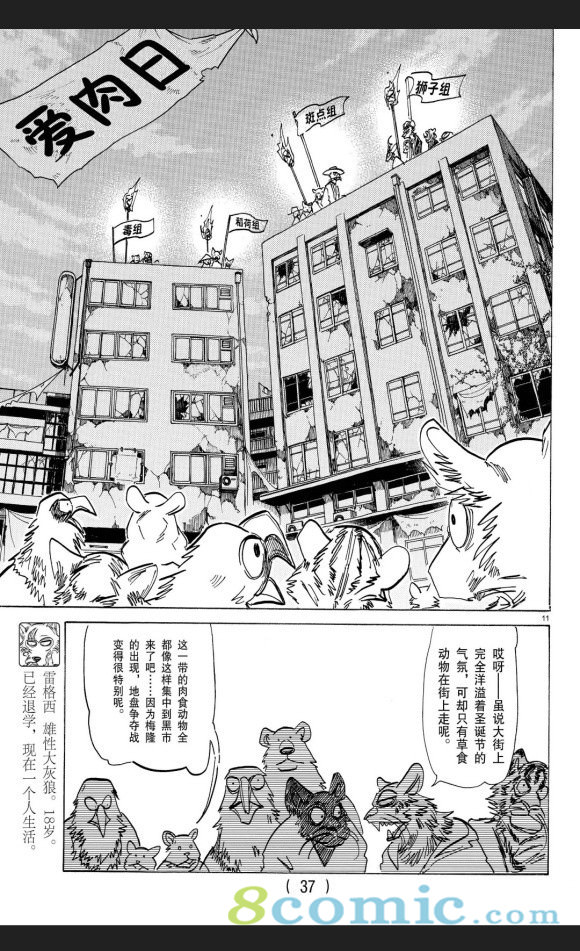 爱肉日
狮子组
斑点组
稻荷组
毒组
11
哎呀——虽说大街上
完全洋溢着圣诞节的
气氛，可却只有草食
动物在街上走呢。
这一带的肉食动物全
都像这样集中到黑市
来了吧……因为梅隆
的出现，地盘争夺战
变得很特别呢。
雷格西 雄性大灰狼。18岁。
已经退学，现在一个人生活。
( 37 )
8comic.com